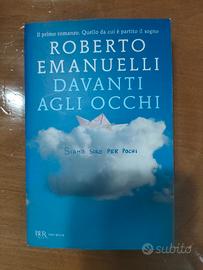 Il primo romanzo. Quello da cui è partito il sogno
ROBERTO
EMANUELLI
DAVANTI
AGLI OCCHI
SIAMO SOLO PER POCHI
BUR
subito